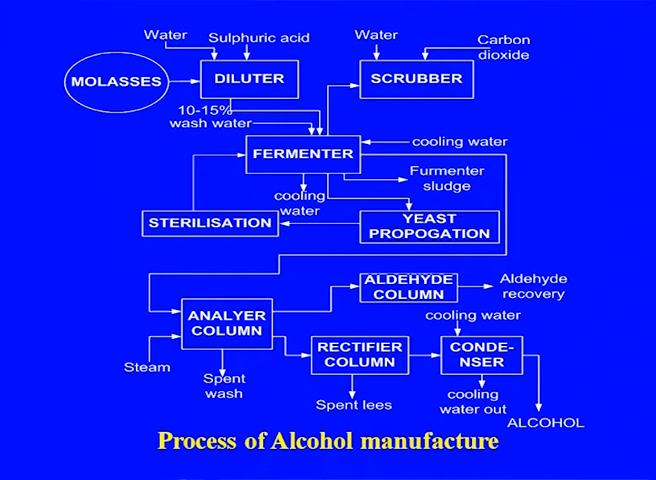 Water
Sulphuric acid
Water
Carbon
dioxide
MOLASSES
DILUTER
SCRUBBER
10-15%
wash water
FERMENTER
cooling water
cooling
water
Furmenter
sludge
STERILISATION
YEAST
PROPOGATION
ANALYER
COLUMN
ALDEHYDE
COLUMN
Aldehyde
recovery
cooling water
RECTIFIER
COLUMN
CONDE-
NSER
Steam
Spent
wash
Spent lees
cooling
water out
ALCOHOL
Process of Alcohol manufacture